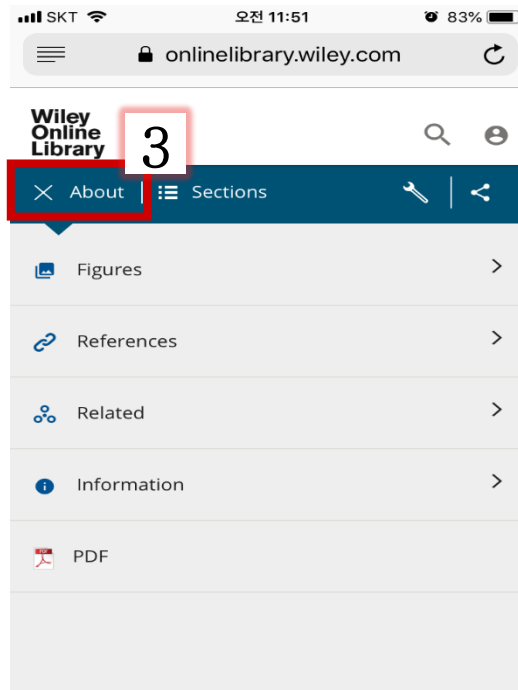 SKT 오전 11:51 83%
onlinelibrary.wiley.com
Wiley
Online
Library
3
About Sections
Figures
References
Related
Information
PDF